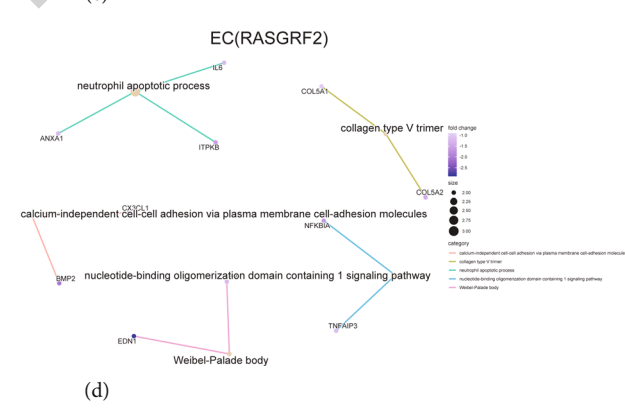 EC(RASGRF2)
IL6
neutrophil apoptotic process
COL5A1
collagen type V trimer
ANXA1
ITPKB
COL5A2
CX3CL1
calcium-independent cell-cell adhesion via plasma membrane cell-adhesion molecules
NFKBIA
BMP2
nucleotide-binding oligomerization domain containing 1 signaling pathway
TNFAIP3
EDN1
Weibel-Palade body
fold change
-1.0
-1.5
-2.0
-2.5
size
2.00
2.25
2.50
2.75
3.00
category
calcium-independent cell-cell adhesion via plasma membrane cell-adhesion molecule
collagen type V trimer
neutrophil apoptotic process
nucleotide-binding oligomerization domain containing 1 signaling pathway
Weibel-Palade body
(d)